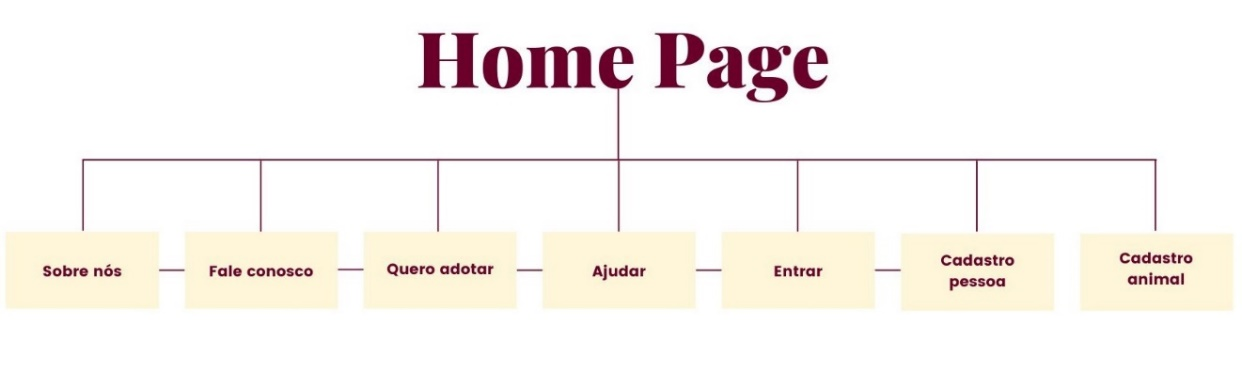 Home Page
Sobre nós
Fale conosco
Quero adotar
Ajudar
Entrar
Cadastro
pessoa
Cadastro
animal